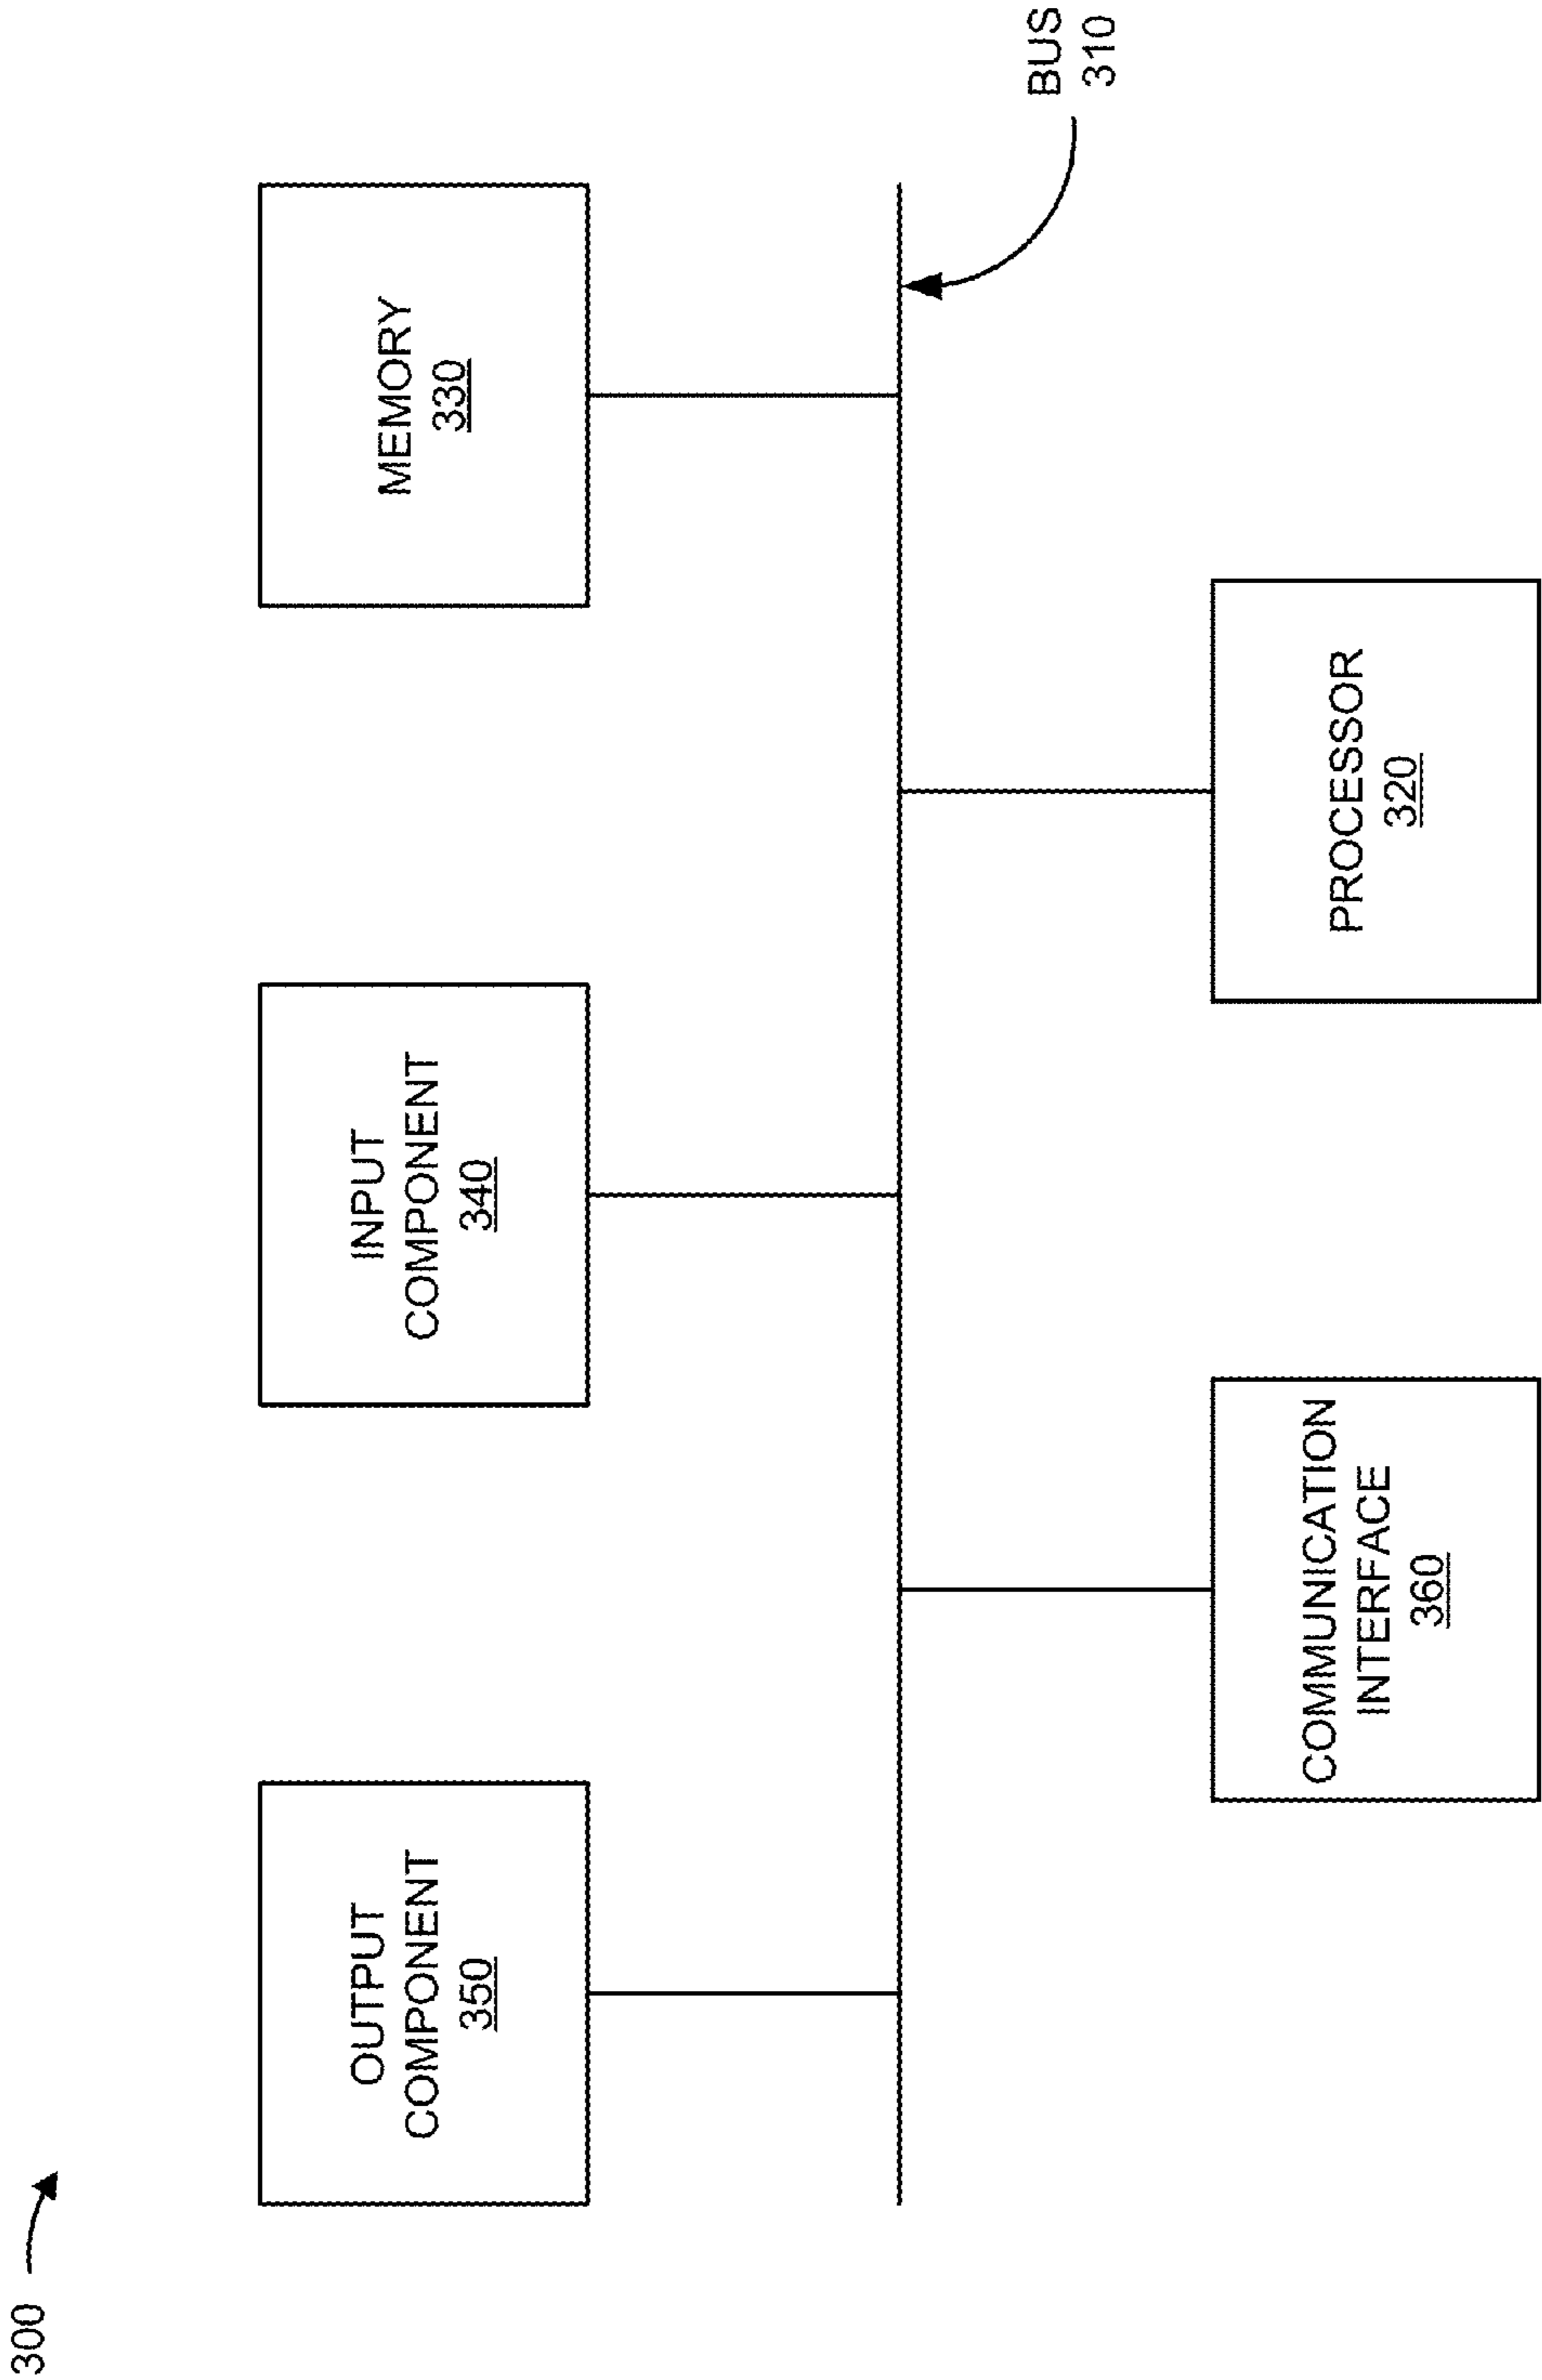 300
OUTPUT
COMPONENT
350
INPUT
COMPONENT
340
MEMORY
330
COMMUNICATION
INTERFACE
360
PROCESSOR
320
BUS
310